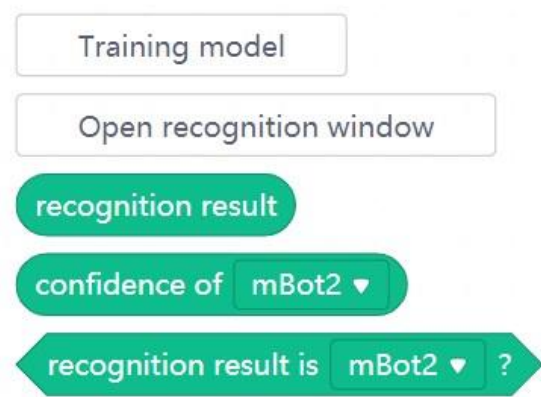 Training model
Open recognition window
recognition result
confidence of mBot2 ▼
recognition result is mBot2 ▼ ?